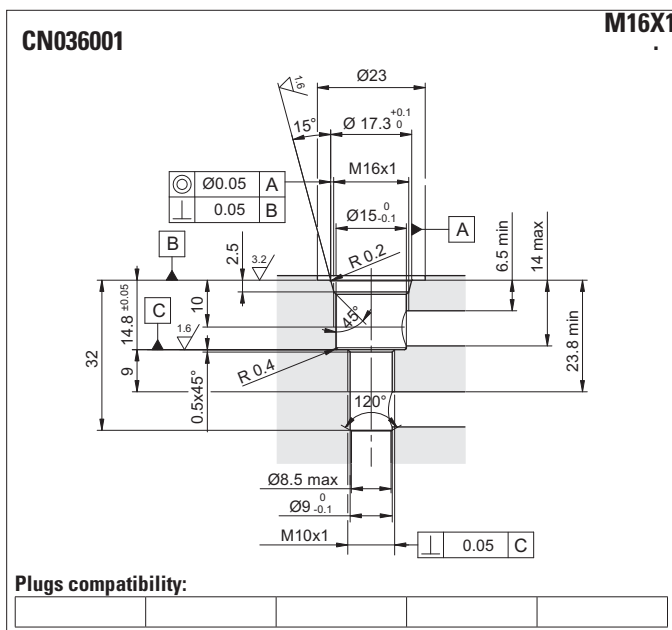 CN036001
M16X1
.
Ø23
1.6
15°
Ø 17.3 +0.1 0
M16x1
Ø0.05 A
0.05 B
Ø15 0 -0.1
A
B
2.5
3.2
R 0.2
6.5 min
14 max
C
14.8 ±0.05
10
1.6
45°
23.8 min
32
9
0.5x45°
R 0.4
120°
Ø8.5 max
Ø9 0 -0.1
M10x1
⊥ 0.05 C
Plugs compatibility: